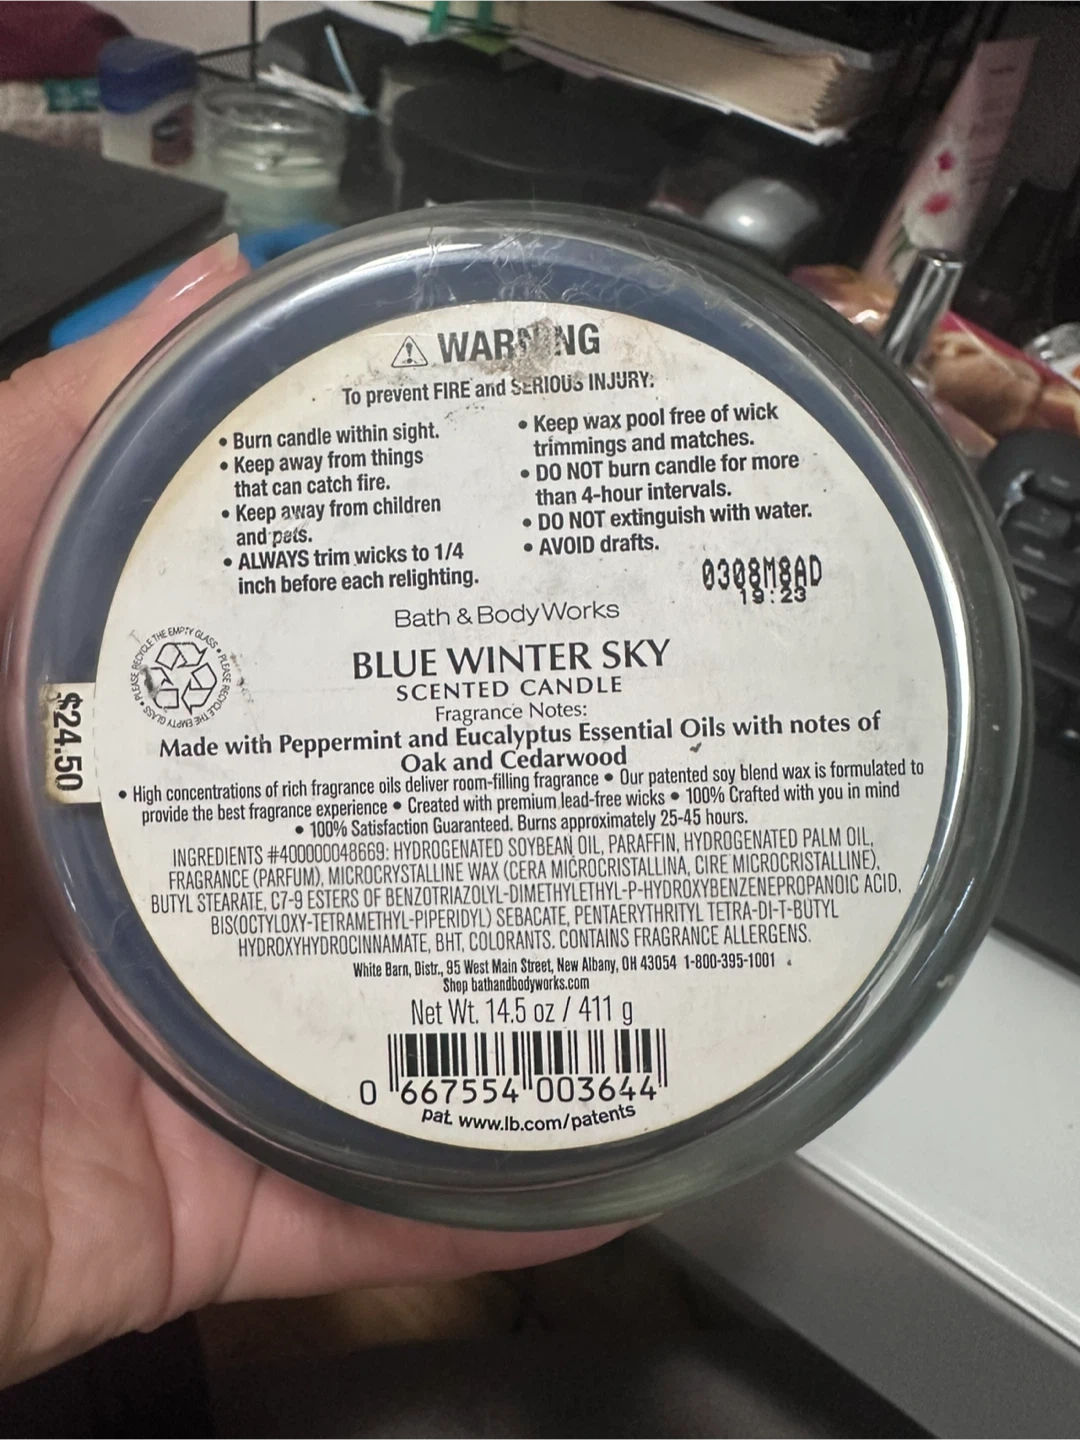 ⚠ WARNING
To prevent FIRE and SERIOUS INJURY:
• Burn candle within sight.
• Keep away from things
that can catch fire.
• Keep away from children
and pets.
• ALWAYS trim wicks to 1/4
inch before each relighting.
• Keep wax pool free of wick
trimmings and matches.
• DO NOT burn candle for more
than 4-hour intervals.
• DO NOT extinguish with water.
• AVOID drafts.
0308M8AD
19:23
Bath & Body Works
PLEASE RECYCLE THE EMPTY GLASS • PLEASE RECYCLE THE EMPTY GLASS •
BLUE WINTER SKY
SCENTED CANDLE
$24.50
Fragrance Notes:
Made with Peppermint and Eucalyptus Essential Oils with notes of
Oak and Cedarwood
• High concentrations of rich fragrance oils deliver room-filling fragrance • Our patented soy blend wax is formulated to
provide the best fragrance experience • Created with premium lead-free wicks • 100% Crafted with you in mind
• 100% Satisfaction Guaranteed. Burns approximately 25-45 hours.
INGREDIENTS #400000048669: HYDROGENATED SOYBEAN OIL, PARAFFIN, HYDROGENATED PALM OIL,
FRAGRANCE (PARFUM), MICROCRYSTALLINE WAX (CERA MICROCRISTALLINA, CIRE MICROCRISTALLINE),
BUTYL STEARATE, C7-9 ESTERS OF BENZOTRIAZOLYL-DIMETHYLETHYL-P-HYDROXYBENZENEPROPANOIC ACID,
BIS(OCTYLOXY-TETRAMETHYL-PIPERIDYL) SEBACATE, PENTAERYTHRITYL TETRA-DI-T-BUTYL
HYDROXYHYDROCINNAMATE, BHT, COLORANTS. CONTAINS FRAGRANCE ALLERGENS.
White Barn, Distr., 95 West Main Street, New Albany, OH 43054 1-800-395-1001
Shop bathandbodyworks.com
Net Wt. 14.5 oz / 411 g
0 667554 003644
pat. www.lb.com/patents